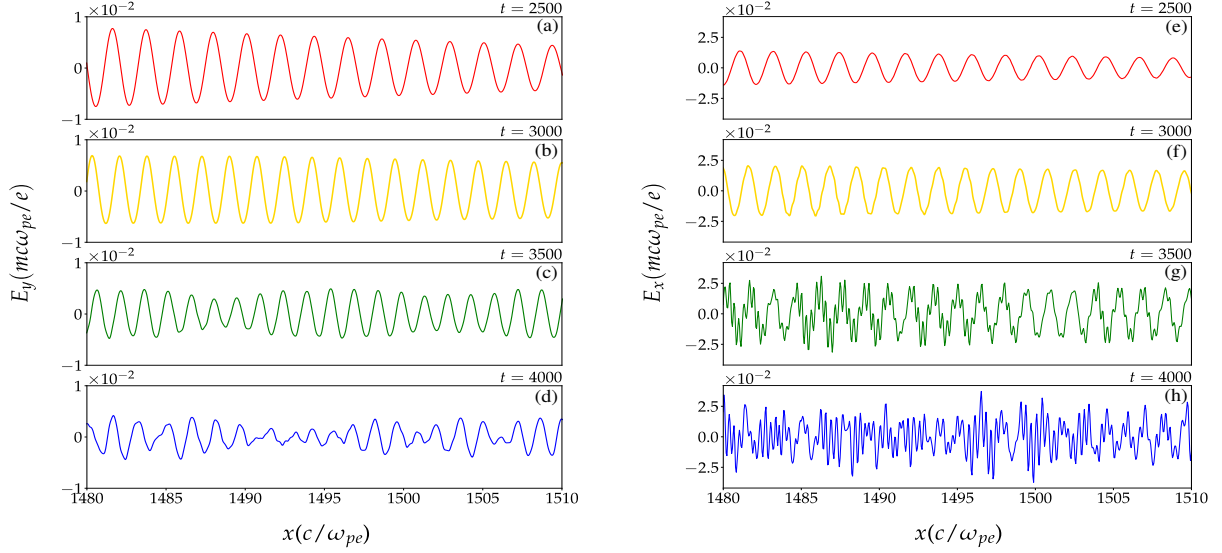 ×10⁻² t = 2500
1 (a)
0
−1
×10⁻² t = 3000
1 (b)
0
−1
×10⁻² t = 3500
1 (c)
0
−1
×10⁻² t = 4000
1 (d)
0
−1
1480 1485 1490 1495 1500 1505 1510
x(c/ω_pe)
E_y(mcω_pe/e)
×10⁻² t = 2500
(e)
2.5
0.0
−2.5
×10⁻² t = 3000
(f)
2.5
0.0
−2.5
×10⁻² t = 3500
(g)
2.5
0.0
−2.5
×10⁻² t = 4000
(h)
2.5
0.0
−2.5
1480 1485 1490 1495 1500 1505 1510
x(c/ω_pe)
E_x(mcω_pe/e)